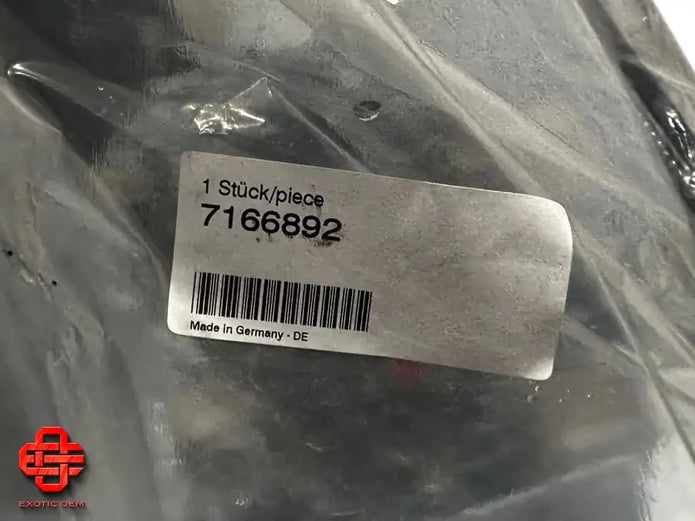 1 Stück/piece
7166892
Made in Germany - DE
EXOTIC OEM